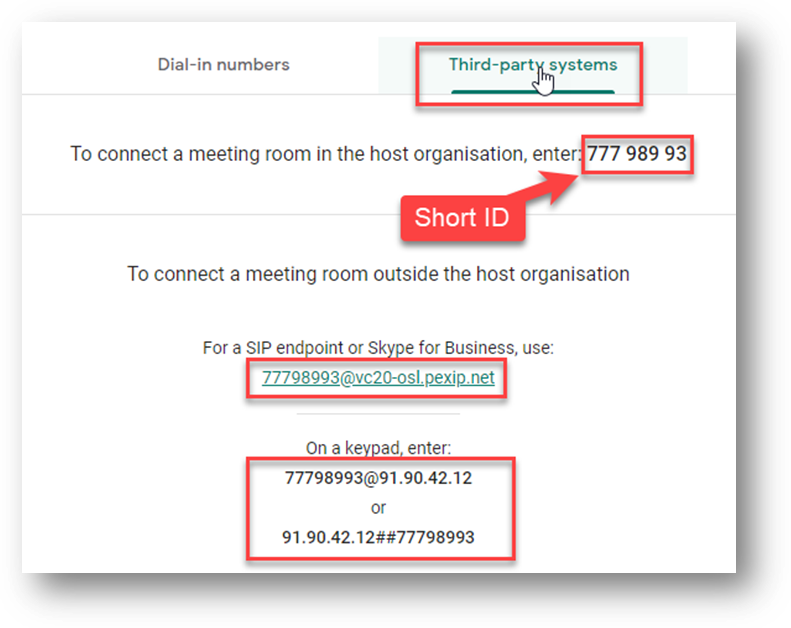 Dial-in numbers
Third-party systems
To connect a meeting room in the host organisation, enter: 777 989 93
Short ID
To connect a meeting room outside the host organisation
For a SIP endpoint or Skype for Business, use:
77798993@vc20-osl.pexip.net
On a keypad, enter:
77798993@91.90.42.12
or
91.90.42.12##77798993